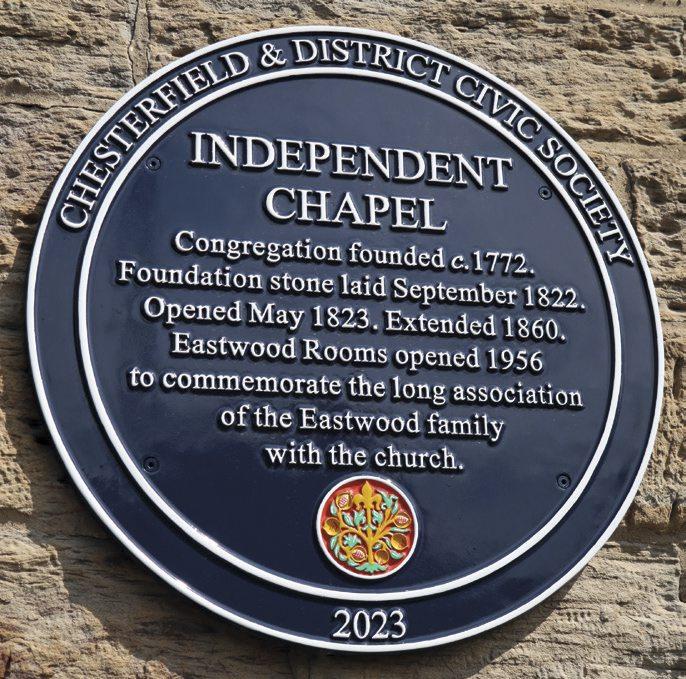 CHESTERFIELD & DISTRICT CIVIC SOCIETY
INDEPENDENT
CHAPEL
Congregation founded c.1772.
Foundation stone laid September 1822.
Opened May 1823. Extended 1860.
Eastwood Rooms opened 1956
to commemorate the long association
of the Eastwood family
with the church.
2023